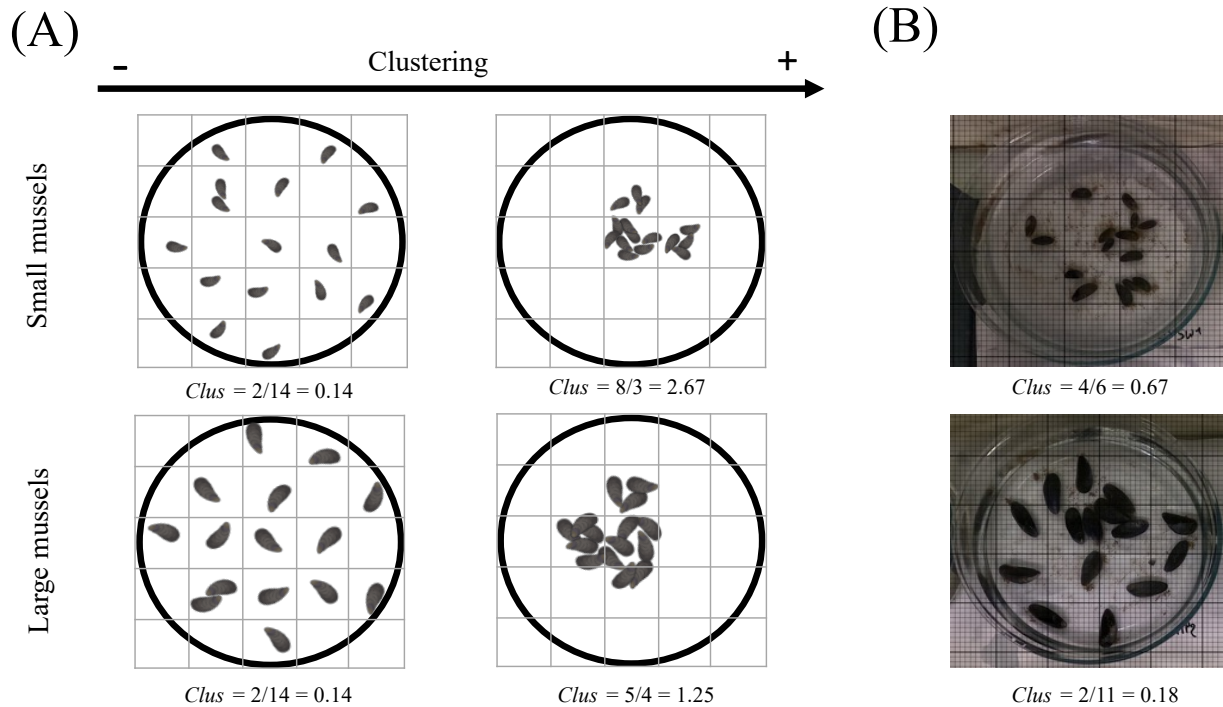 (A)
(B)
- Clustering +
Small mussels
Clus = 2/14 = 0.14
Clus = 8/3 = 2.67
Clus = 4/6 = 0.67
Large mussels
Clus = 2/14 = 0.14
Clus = 5/4 = 1.25
Clus = 2/11 = 0.18